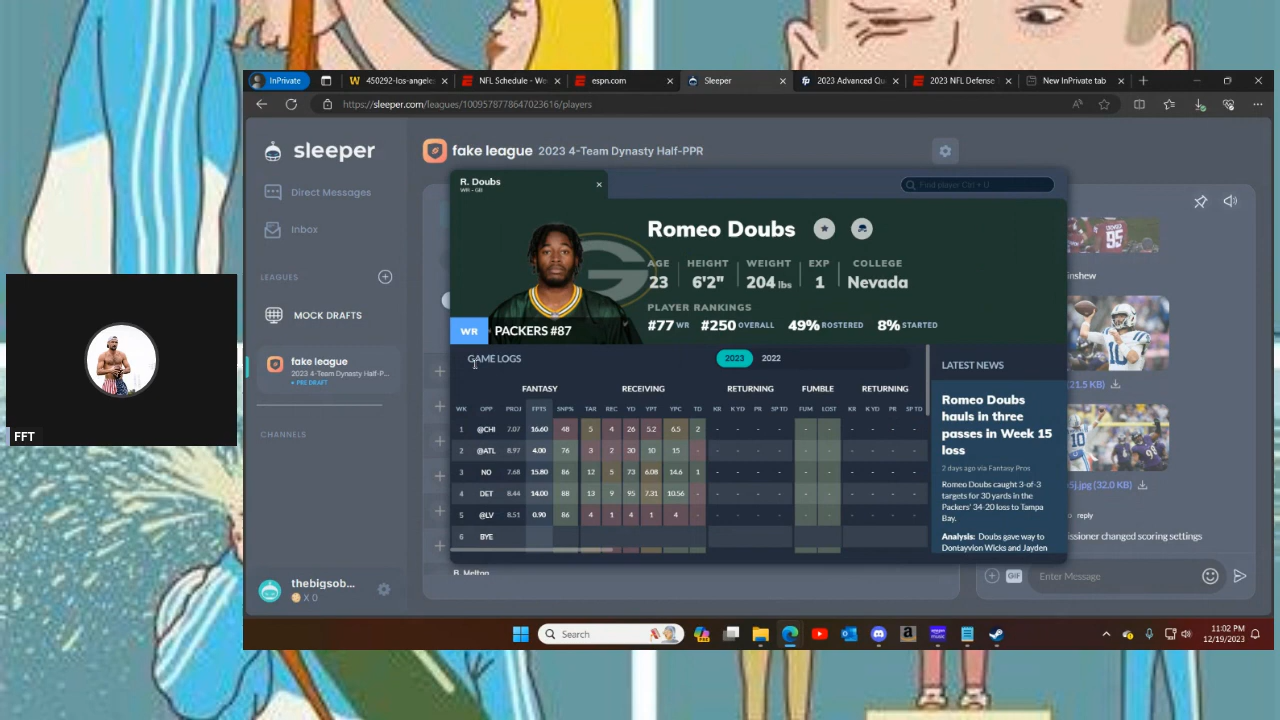 InPrivate
450292-los-angele
NFL Schedule - We
espn.com
Sleeper
2023 Advanced Qu
2023 NFL Defense
New InPrivate tab
https://sleeper.com/leagues/1009578778647023616/players
sleeper
fake league 2023 4-Team Dynasty Half-PPR
Direct Messages
Inbox
LEAGUES
MOCK DRAFTS
fake league
2023 4-Team Dynasty Half-P...
PRE DRAFT
CHANNELS
thebigsob...
X 0
R. Doubs
WR - GB
Find player Ctrl + U
Romeo Doubs
AGE HEIGHT WEIGHT EXP COLLEGE
23 6'2" 204 lbs 1 Nevada
PLAYER RANKINGS
#77 WR #250 OVERALL 49% ROSTERED 8% STARTED
WR PACKERS #87
GAME LOGS 2023 2022
FANTASY RECEIVING RETURNING FUMBLE RETURNING
WK OPP PROJ FPTS SNP% TAR REC YD YPT YPC TD KR K YD PR SP TD FUM LOST KR K YD PR SP TD
1 @CHI 7.07 16.60 48 5 4 26 5.2 6.5 2 - - - - - - - - - -
2 @ATL 8.97 4.00 76 3 2 30 10 15 - - - - - - - - - - -
3 NO 7.68 15.80 86 12 5 73 6.08 14.6 1 - - - - - - - - - -
4 DET 8.44 14.00 88 13 9 95 7.31 10.56 - - - - - - - - - - -
5 @LV 8.51 0.90 86 4 1 4 1 4 - - - - - - - - - - -
6 BYE
LATEST NEWS
Romeo Doubs
hauls in three
passes in Week 15
loss
2 days ago via Fantasy Pros
Romeo Doubs caught 3-of-3
targets for 30 yards in the
Packers' 34-20 loss to Tampa
Bay.
Analysis: Doubs gave way to
Dontayvion Wicks and Jayden
B. Melton
95
inshew
21.5 KB)
10
5j.jpg (32.0 KB)
reply
issioner changed scoring settings
GIF
Enter Message
FFT
Search
11:02 PM
12/19/2023